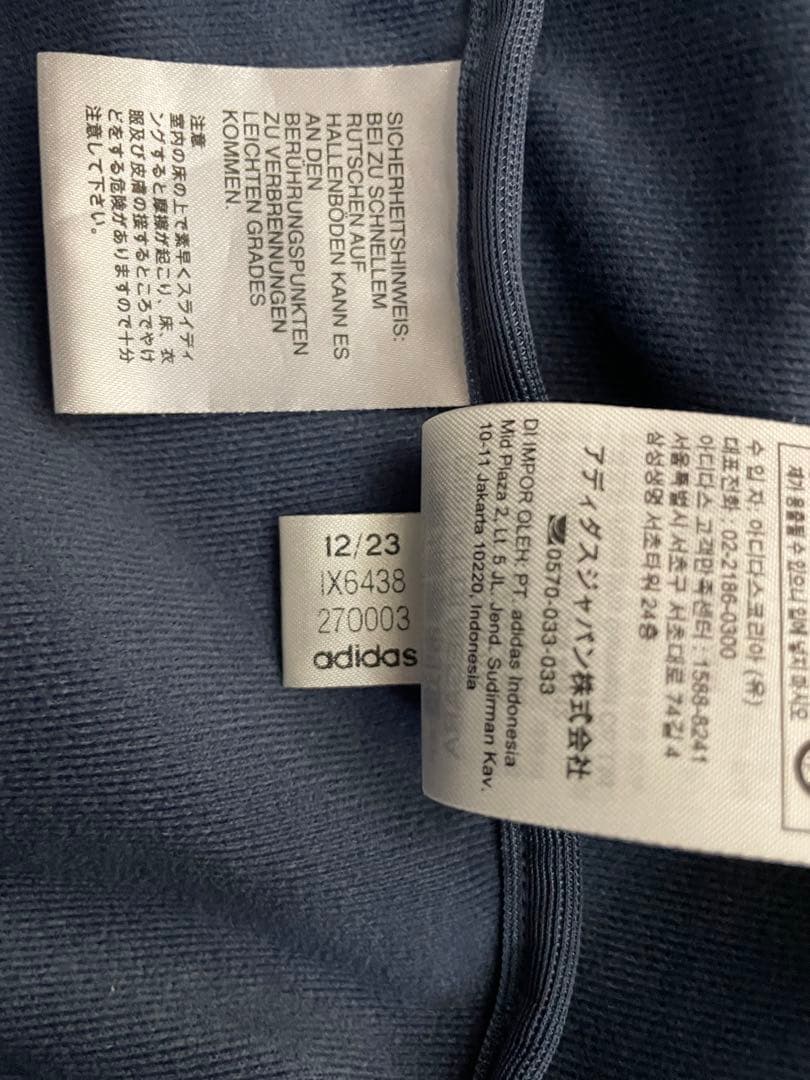 SICHERHEITSHINWEIS:
BEI ZU SCHNELLEM
RUTSCHEN AUF
HALLENBÖDEN KANN ES
AN DEN
BERÜHRUNGSPUNKTEN
ZU VERBRENNUNGEN
LEICHTEN GRADES
KOMMEN.
注意
室内の床の上で素早くスライディ
ングすると摩擦が起こり、床、衣
服及び皮膚の接するところでやけ
どをする危険がありますので十分
注意して下さい。
12/23
IX6438
270003
adidas
수 입 자: 아디다스코리아 (유)
대표전화 : 02-2186-0300
아디다스 고객만족센터 : 1588-8241
서울특별시 서초구 서초대로 74길 4
삼성생명 서초타워 24층
アディダスジャパン株式会社
0570-033-033
DI IMPOR OLEH. PT. adidas Indonesia
Mid Plaza 2, Lt. 5 JL. Jend. Sudirman Kav.
10-11 Jakarta 10220, Indonesia